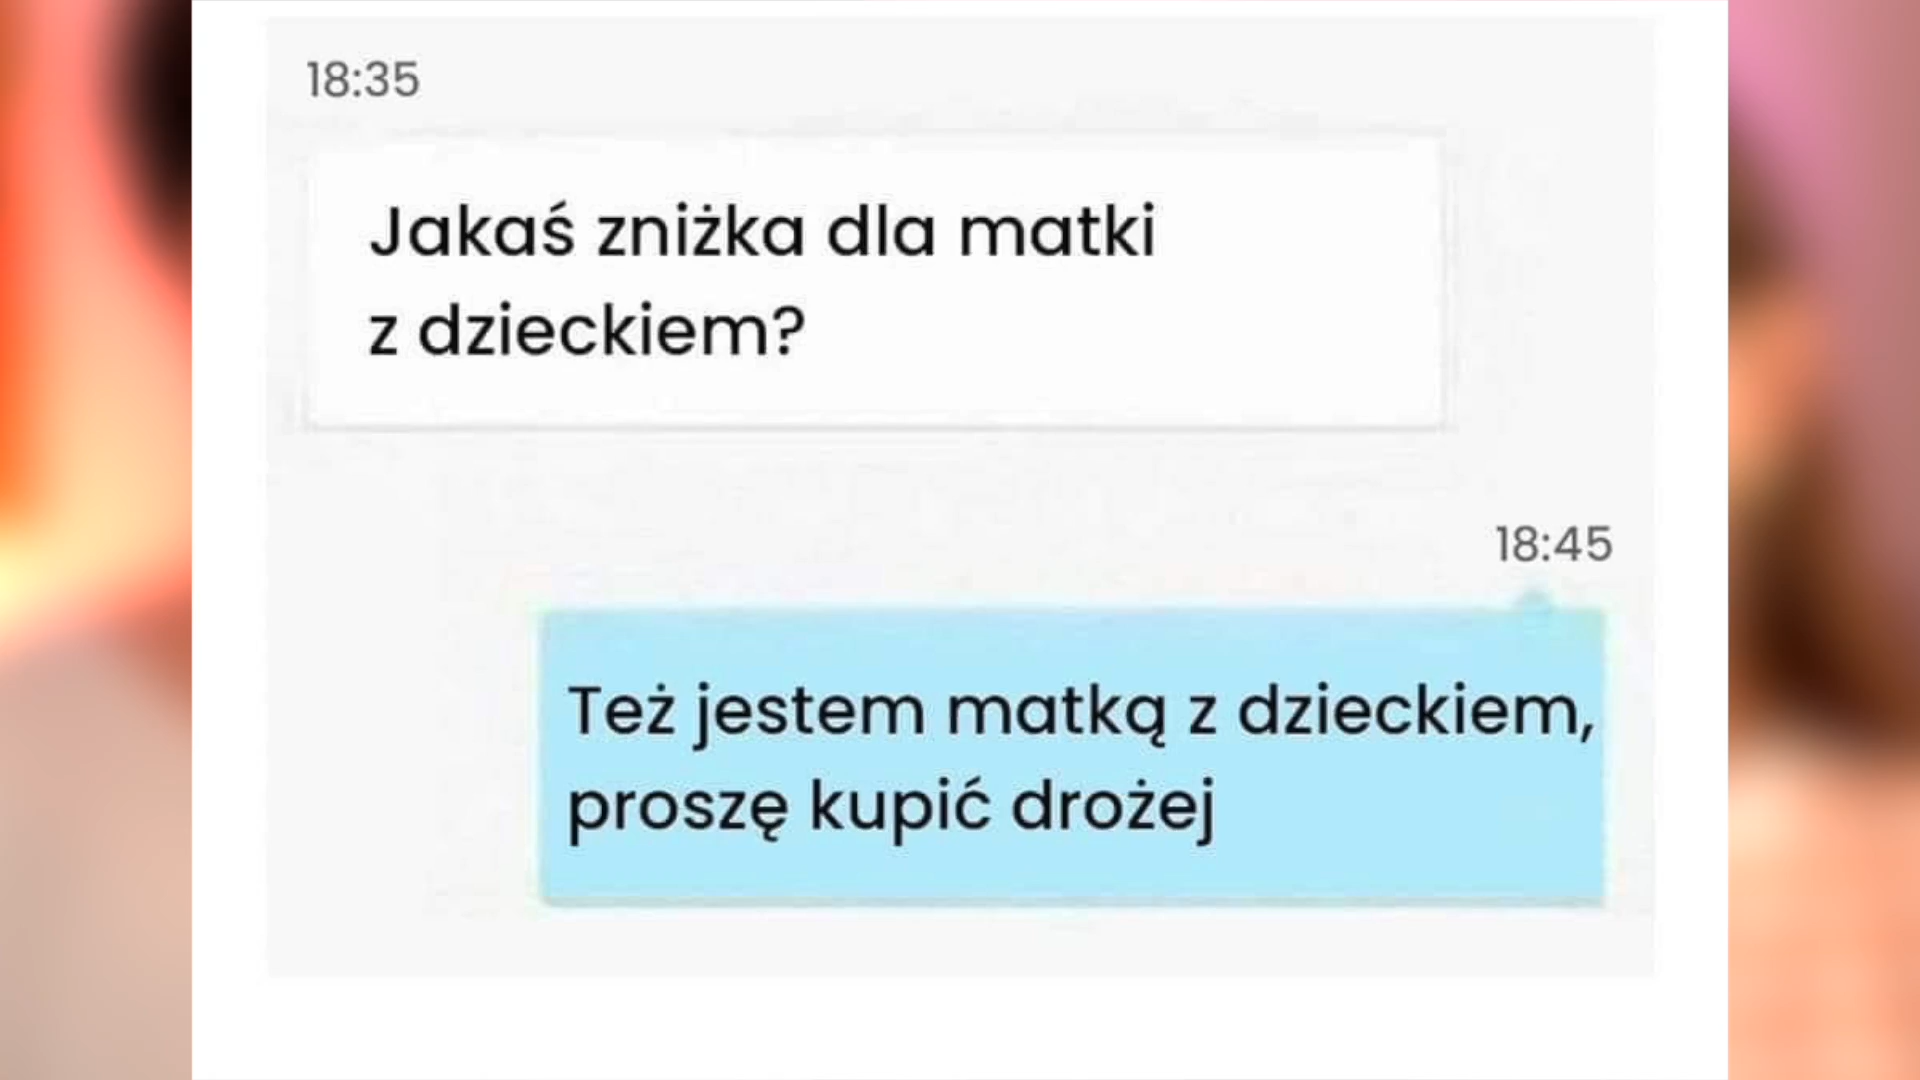 18:35
Jakaś zniżka dla matki
z dzieckiem?
18:45
Też jestem matką z dzieckiem,
proszę kupić drożej